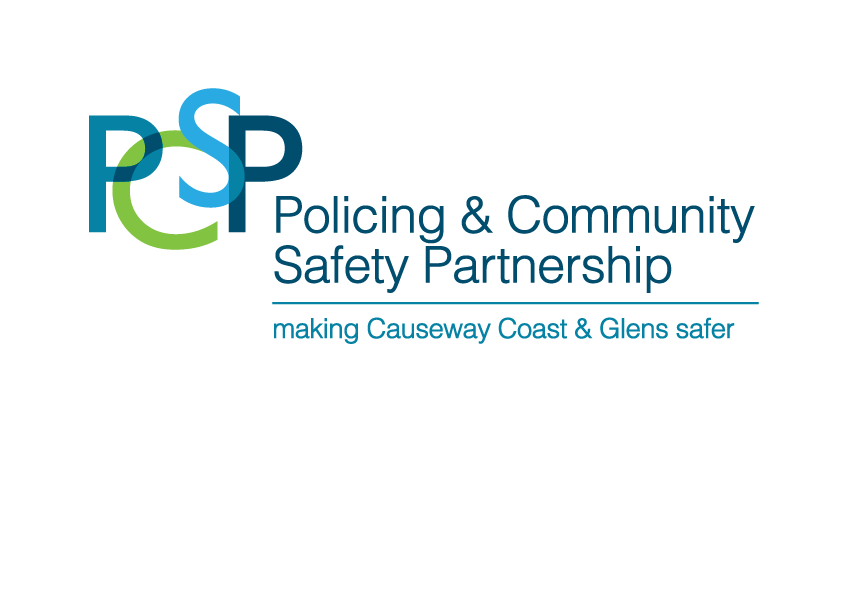 PCSP
Policing & Community
Safety Partnership
making Causeway Coast & Glens safer